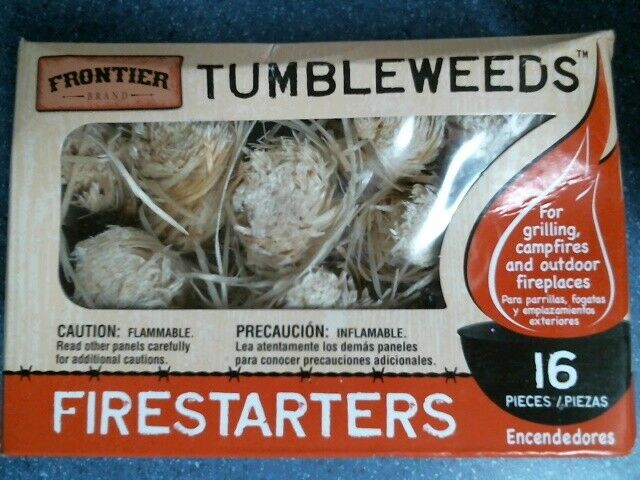 FRONTIER
BRAND
TUMBLEWEEDS™
For
grilling,
campfires
and outdoor
fireplaces
Para parrillas, fogatas
y emplazamientos
exteriores
CAUTION: FLAMMABLE.
Read other panels carefully
for additional cautions.
PRECAUCIÓN: INFLAMABLE.
Lea atentamente los demás paneles
para conocer precauciones adicionales.
16
PIECES / PIEZAS
FIRESTARTERS
Encendedores